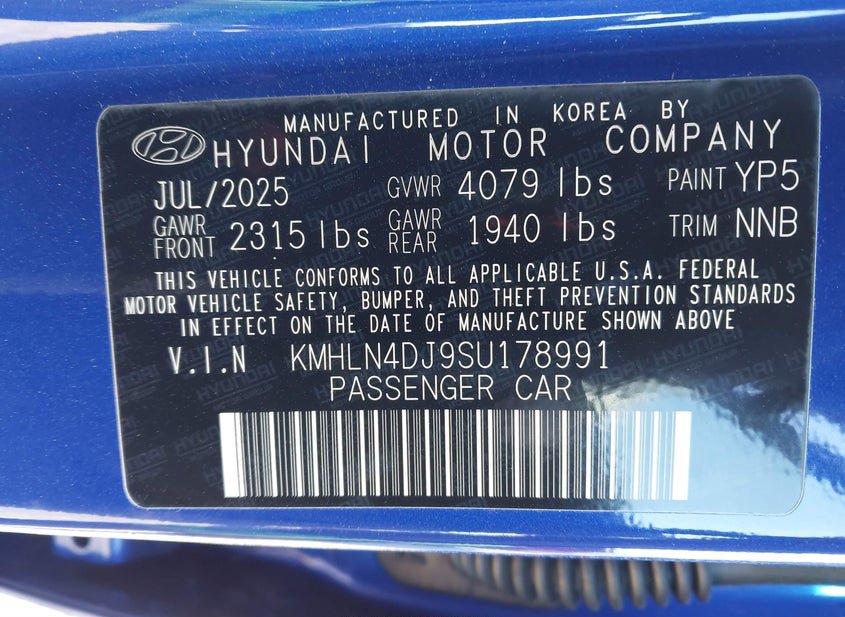 MANUFACTURED IN KOREA BY
HYUNDAI MOTOR COMPANY
JUL/2025 GVWR 4079 lbs PAINT YP5
GAWR FRONT 2315 lbs GAWR REAR 1940 lbs TRIM NNB
THIS VEHICLE CONFORMS TO ALL APPLICABLE U.S.A. FEDERAL
MOTOR VEHICLE SAFETY, BUMPER, AND THEFT PREVENTION STANDARDS
IN EFFECT ON THE DATE OF MANUFACTURE SHOWN ABOVE
V.I.N KMHLN4DJ9SU178991
PASSENGER CAR